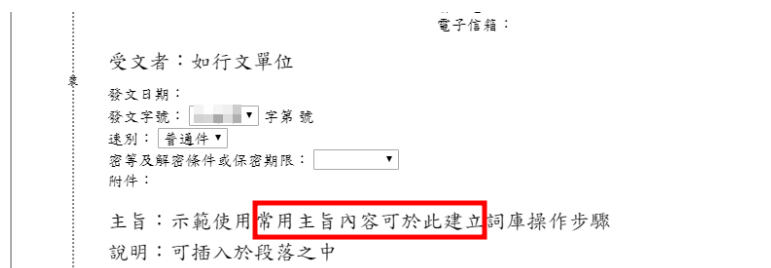 電子信箱：
受文者：如行文單位
裝
發文日期：
發文字號： 字第 號
速別：普通件
密等及解密條件或保密期限：
附件：
主旨：示範使用常用主旨內容可於此建立詞庫操作步驟
說明：可插入於段落之中